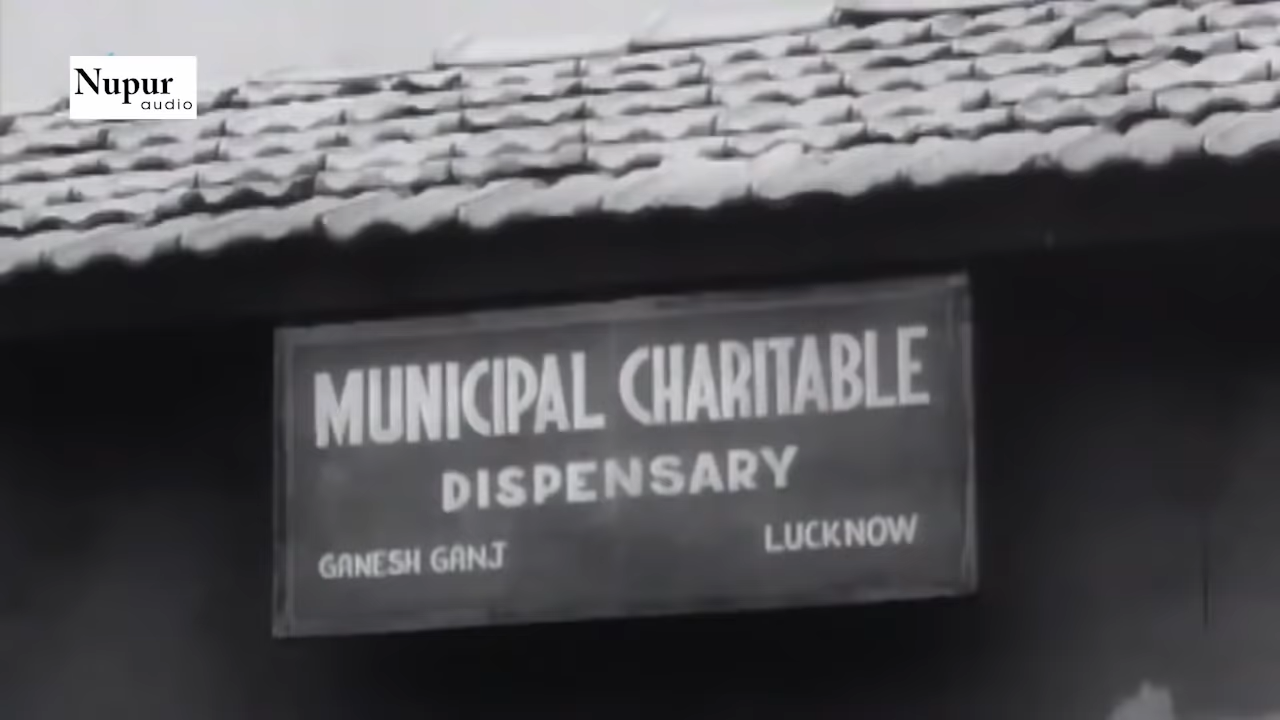 Nupur
audio
MUNICIPAL CHARITABLE
DISPENSARY
GANESH GANJ LUCKNOW